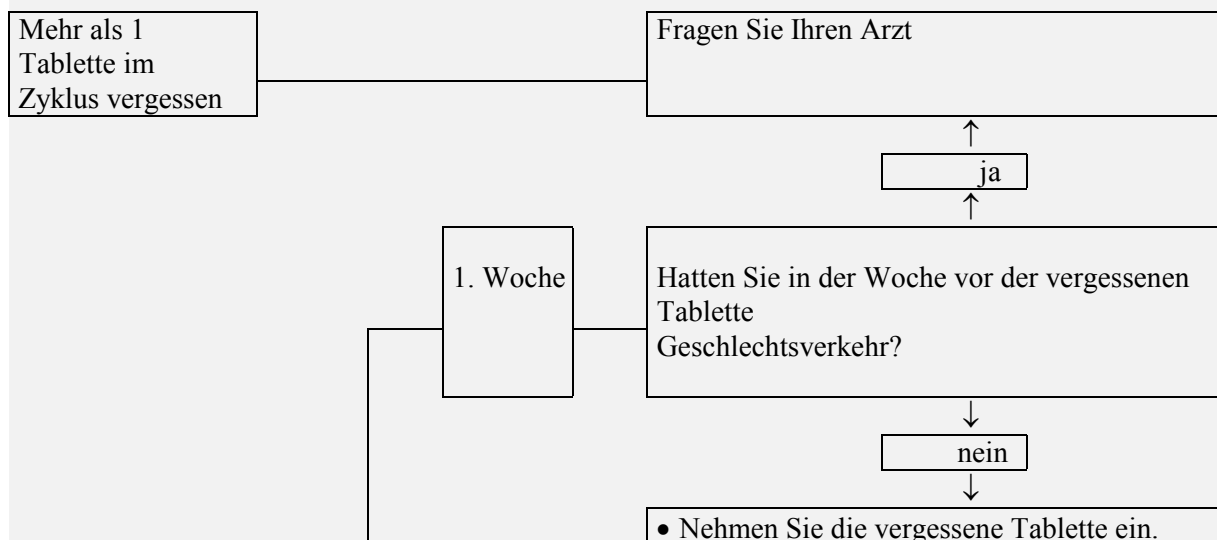 Mehr als 1
Tablette im
Zyklus vergessen
Fragen Sie Ihren Arzt
↑
ja
↑
1. Woche
Hatten Sie in der Woche vor der vergessenen
Tablette
Geschlechtsverkehr?
↓
nein
↓
• Nehmen Sie die vergessene Tablette ein.